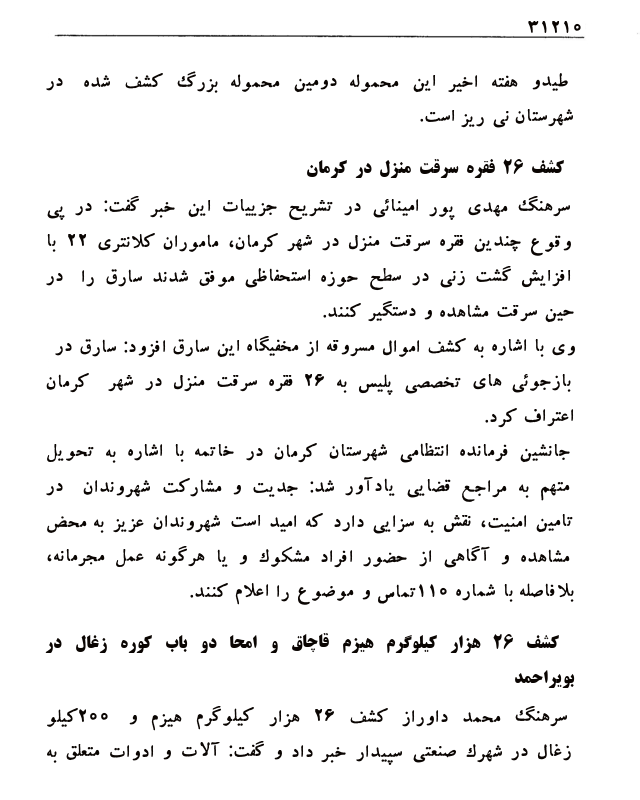 ۳۱۲۱۰
طیدو هفته اخیر این محموله دومین محموله بزرگ کشف شده در
شهرستان نی ریز است.
کشف ۲۶ فقره سرقت منزل در کرمان
سرهنگ مهدی پور امینائی در تشریح جزییات این خبر گفت: در پی
وقوع چندین فقره سرقت منزل در شهر کرمان، ماموران کلانتری ۲۲ با
افزایش گشت زنی در سطح حوزه استحفاظی موفق شدند سارق را در
حین سرقت مشاهده و دستگیر کنند.
وی با اشاره به کشف اموال مسروقه از مخفیگاه این سارق افزود: سارق در
بازجوئی های تخصصی پلیس به ۲۶ فقره سرقت منزل در شهر کرمان
اعتراف کرد.
جانشین فرمانده انتظامی شهرستان کرمان در خاتمه با اشاره به تحویل
متهم به مراجع قضایی یادآور شد: جدیت و مشارکت شهروندان در
تامین امنیت، نقش به سزایی دارد که امید است شهروندان عزیز به محض
مشاهده و آگاهی از حضور افراد مشکوک و یا هرگونه عمل مجرمانه،
بلافاصله با شماره ۱۱۰تماس و موضوع را اعلام کنند.
کشف ۲۶ هزار کیلوگرم هیزم قاچاق و امحا دو باب کوره زغال در
بویراحمد
سرهنگ محمد داوراز کشف ۲۶ هزار کیلوگرم هیزم و ۲۰۰کیلو
زغال در شهرک صنعتی سپیدار خبر داد و گفت: آلات و ادوات متعلق به